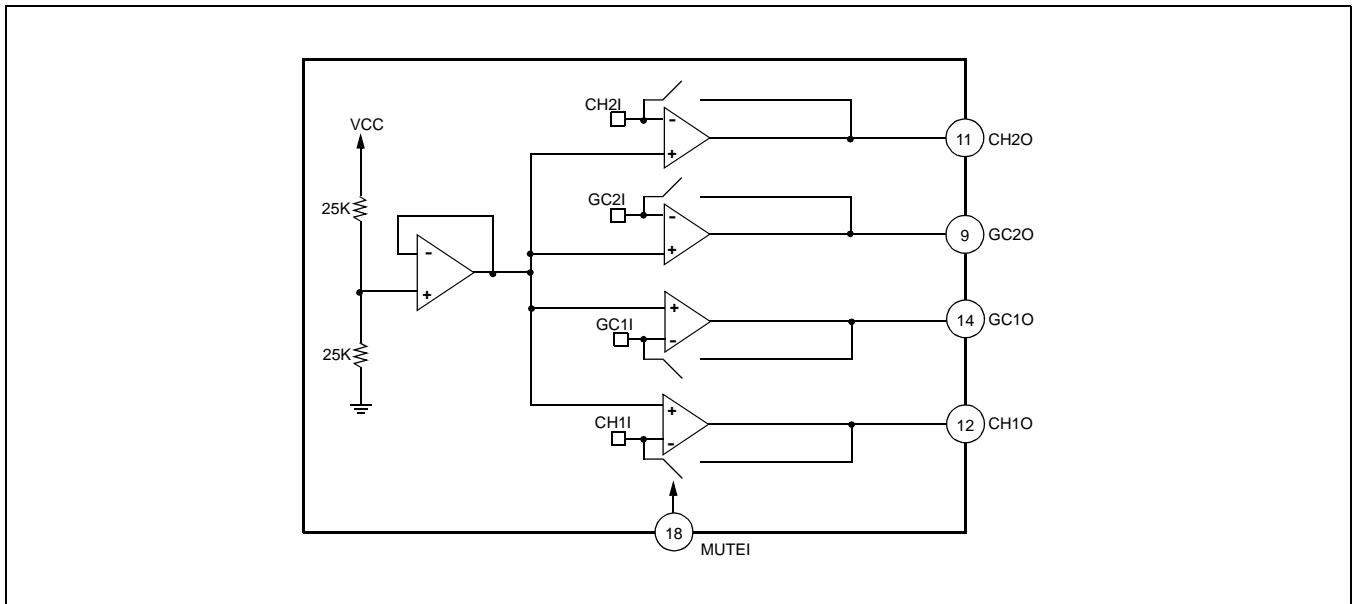 VCC
25K
-
+
25K
CH2I
-
+
11
CH2O
GC2I
-
+
9
GC2O
+
GC1I
-
14
GC1O
+
CH1I
-
12
CH1O
18
MUTEI